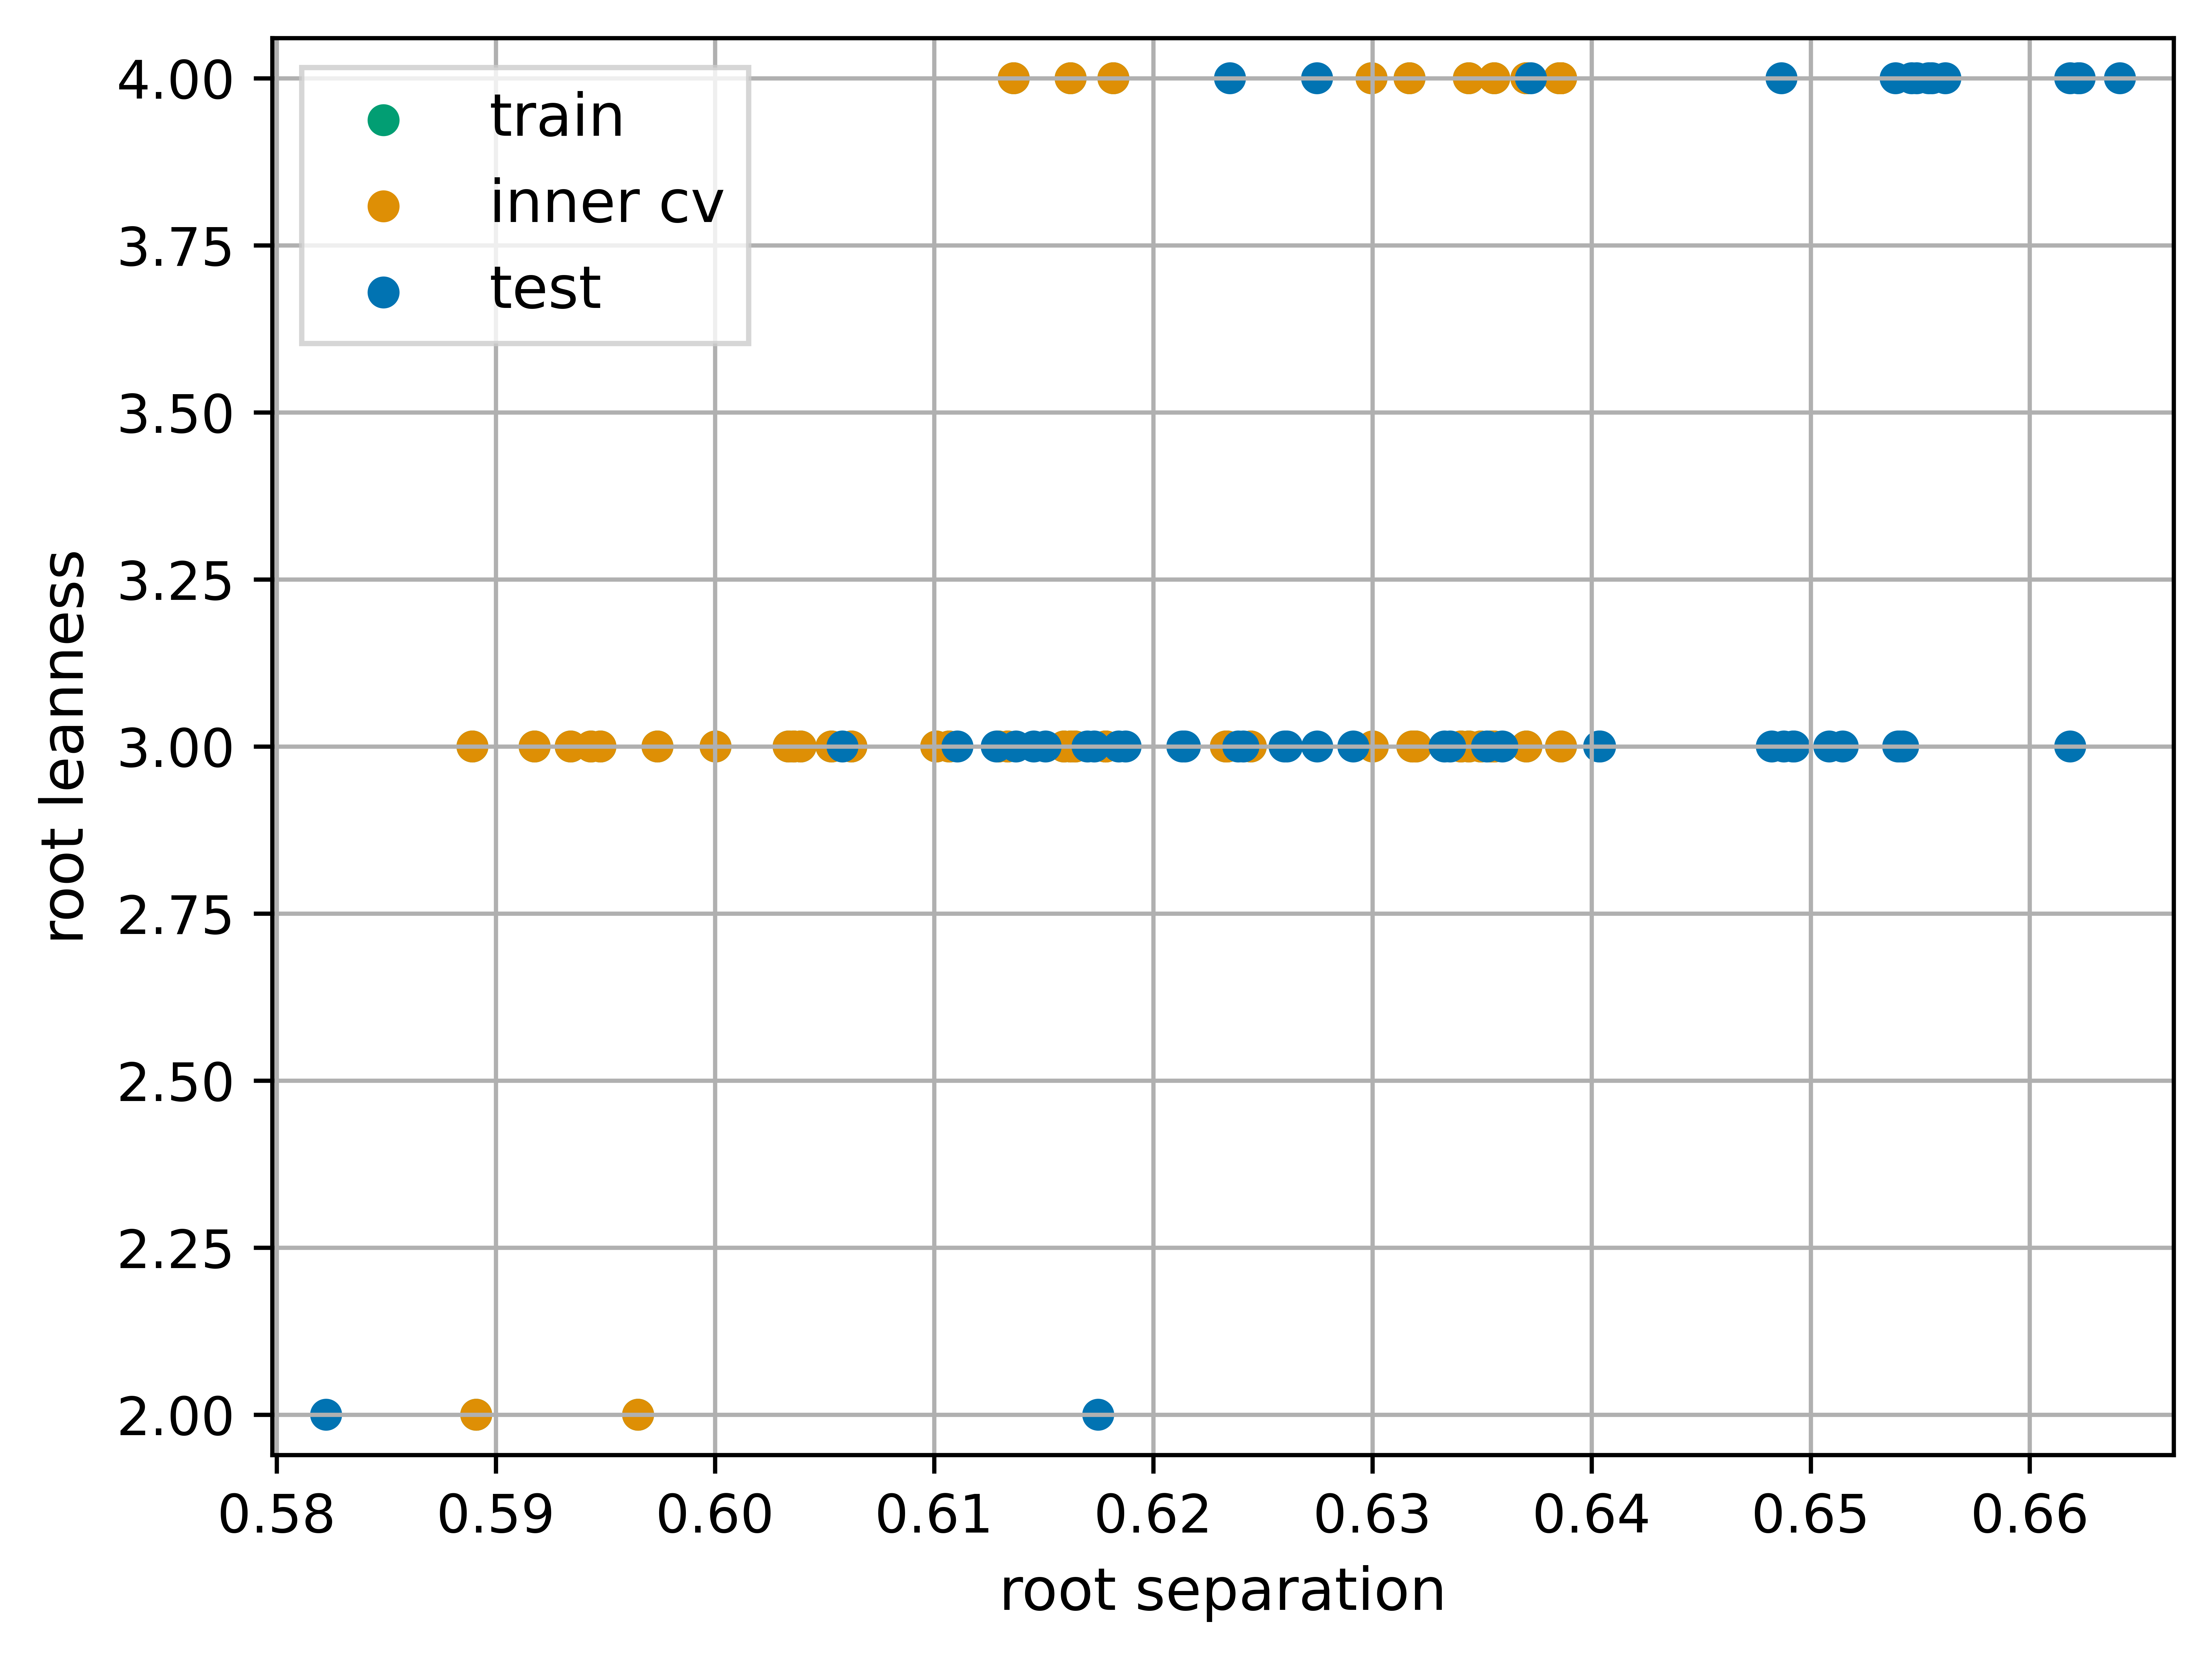 4.00
3.75
3.50
3.25
3.00
2.75
2.50
2.25
2.00
root leanness
train
inner cv
test
0.58 0.59 0.60 0.61 0.62 0.63 0.64 0.65 0.66
root separation